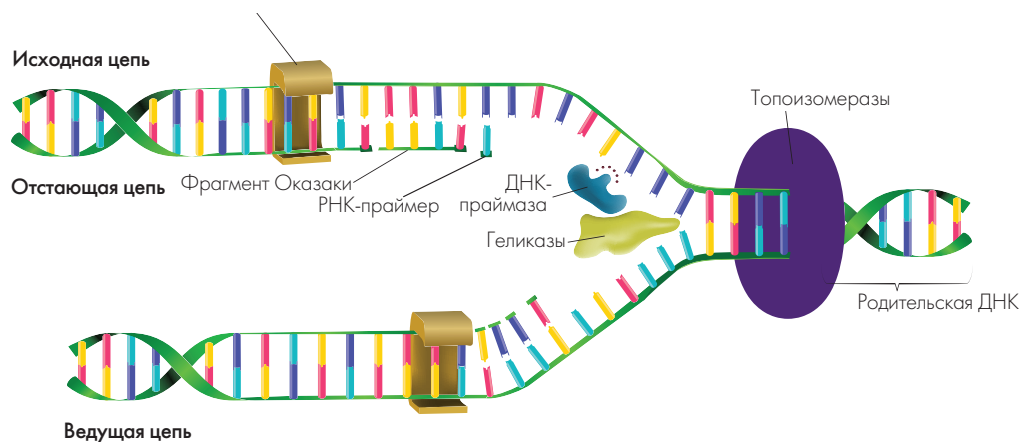 Исходная цепь
Топоизомеразы
Отстающая цепь
Фрагмент Оказаки
РНК-праймер
ДНК-
праймаза
Геликазы
Родительская ДНК
Ведущая цепь